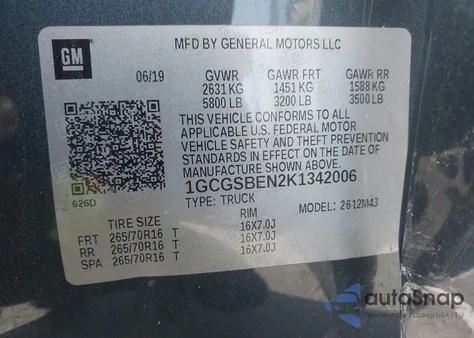 GM
MFD BY GENERAL MOTORS LLC
06/19 GVWR GAWR FRT GAWR RR
2631 KG 1451 KG 1588 KG
5800 LB 3200 LB 3500 LB
THIS VEHICLE CONFORMS TO ALL
APPLICABLE U.S. FEDERAL MOTOR
VEHICLE SAFETY AND THEFT PREVENTION
STANDARDS IN EFFECT ON THE DATE OF
MANUFACTURE SHOWN ABOVE.
1GCGSBEN2K1342006
626D TYPE: TRUCK MODEL: 2612M43
TIRE SIZE RIM
FRT 265/70R16 T 16X7.0J
RR 265/70R16 T 16X7.0J
SPA 265/70R16 T 16X7.0J
autoSnap